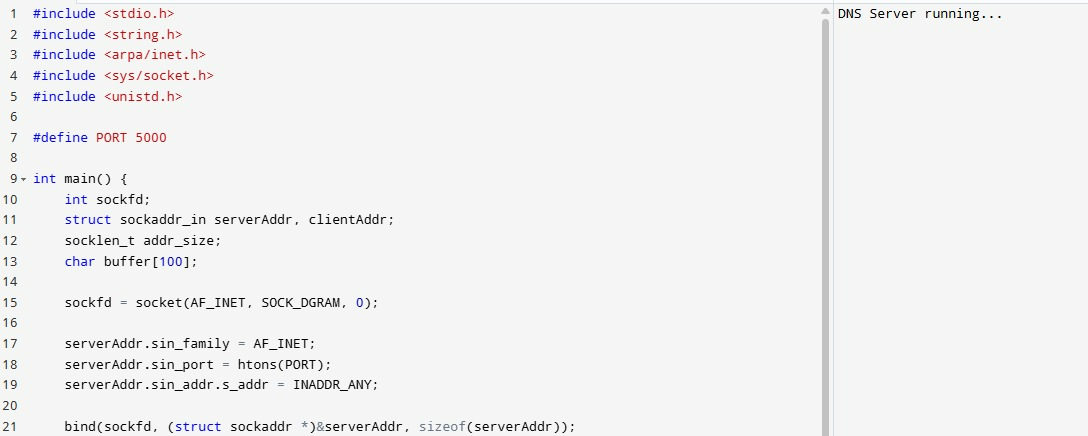 1 #include <stdio.h>
2 #include <string.h>
3 #include <arpa/inet.h>
4 #include <sys/socket.h>
5 #include <unistd.h>
6
7 #define PORT 5000
8
9 int main() {
10     int sockfd;
11     struct sockaddr_in serverAddr, clientAddr;
12     socklen_t addr_size;
13     char buffer[100];
14
15     sockfd = socket(AF_INET, SOCK_DGRAM, 0);
16
17     serverAddr.sin_family = AF_INET;
18     serverAddr.sin_port = htons(PORT);
19     serverAddr.sin_addr.s_addr = INADDR_ANY;
20
21     bind(sockfd, (struct sockaddr *)&serverAddr, sizeof(serverAddr));
DNS Server running...